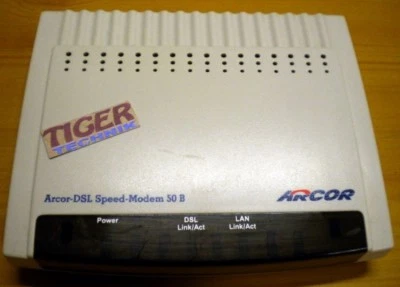 TIGER
TECHNIK
Arcor-DSL Speed-Modem 50 B
ARCOR
Power
DSL
Link/Act
LAN
Link/Act